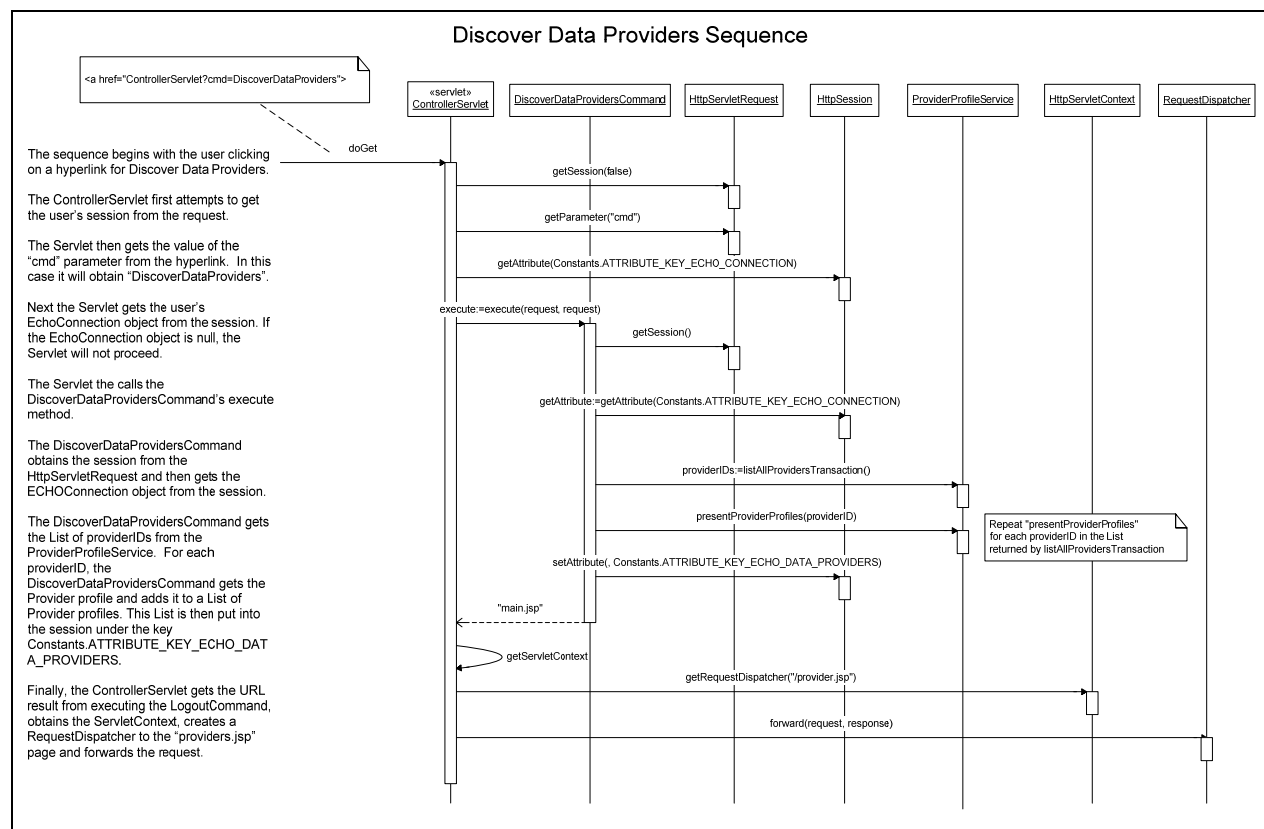 Discover Data Providers Sequence
<a href="ControllerServlet?cmd=DiscoverDataProviders">
«servlet»
ControllerServlet
DiscoverDataProvidersCommand
HttpServletRequest
HttpSession
ProviderProfileService
HttpServletContext
RequestDispatcher
The sequence begins with the user clicking
on a hyperlink for Discover Data Providers.
The ControllerServlet first attempts to get
the user's session from the request.
The Servlet then gets the value of the
“cmd” parameter from the hyperlink.  In this
case it will obtain “DiscoverDataProviders”.
Next the Servlet gets the user's
EchoConnection object from the session. If
the EchoConnection object is null, the
Servlet will not proceed.
The Servlet the calls the
DiscoverDataProvidersCommand's execute
method.
The DiscoverDataProvidersCommand
obtains the session from the
HttpServletRequest and then gets the
ECHOConnection object from the session.
The DiscoverDataProvidersCommand gets
the List of providerIDs from the
ProviderProfileService.  For each
providerID, the
DiscoverDataProvidersCommand gets the
Provider profile and adds it to a List of
Provider profiles. This List is then put into
the session under the key
Constants.ATTRIBUTE_KEY_ECHO_DAT
A_PROVIDERS.
Finally, the ControllerServlet gets the URL
result from executing the LogoutCommand,
obtains the ServletContext, creates a
RequestDispatcher to the “providers.jsp”
page and forwards the request.
doGet
getSession(false)
getParameter("cmd")
getAttribute(Constants.ATTRIBUTE_KEY_ECHO_CONNECTION)
execute:=execute(request, request)
getSession()
getAttribute:=getAttribute(Constants.ATTRIBUTE_KEY_ECHO_CONNECTION)
providerIDs:=listAllProvidersTransaction()
presentProviderProfiles(providerID)
Repeat "presentProviderProfiles"
for each providerID in the List
returned by listAllProvidersTransaction
setAttribute(, Constants.ATTRIBUTE_KEY_ECHO_DATA_PROVIDERS)
"main.jsp"
getServletContext
getRequestDispatcher("/provider.jsp")
forward(request, response)